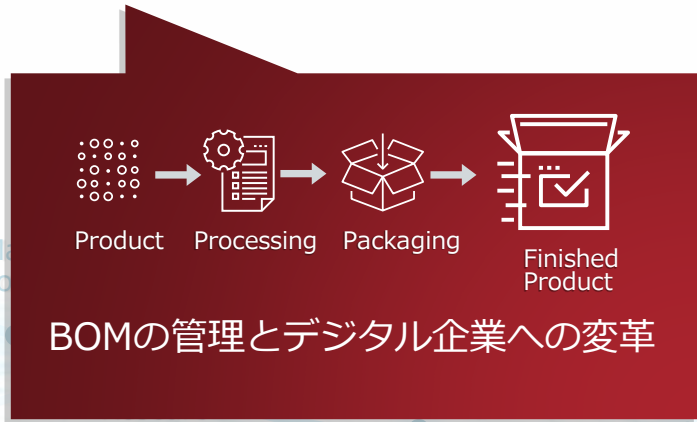 Product
Processing
Packaging
Finished
Product
BOMの管理とデジタル企業への変革